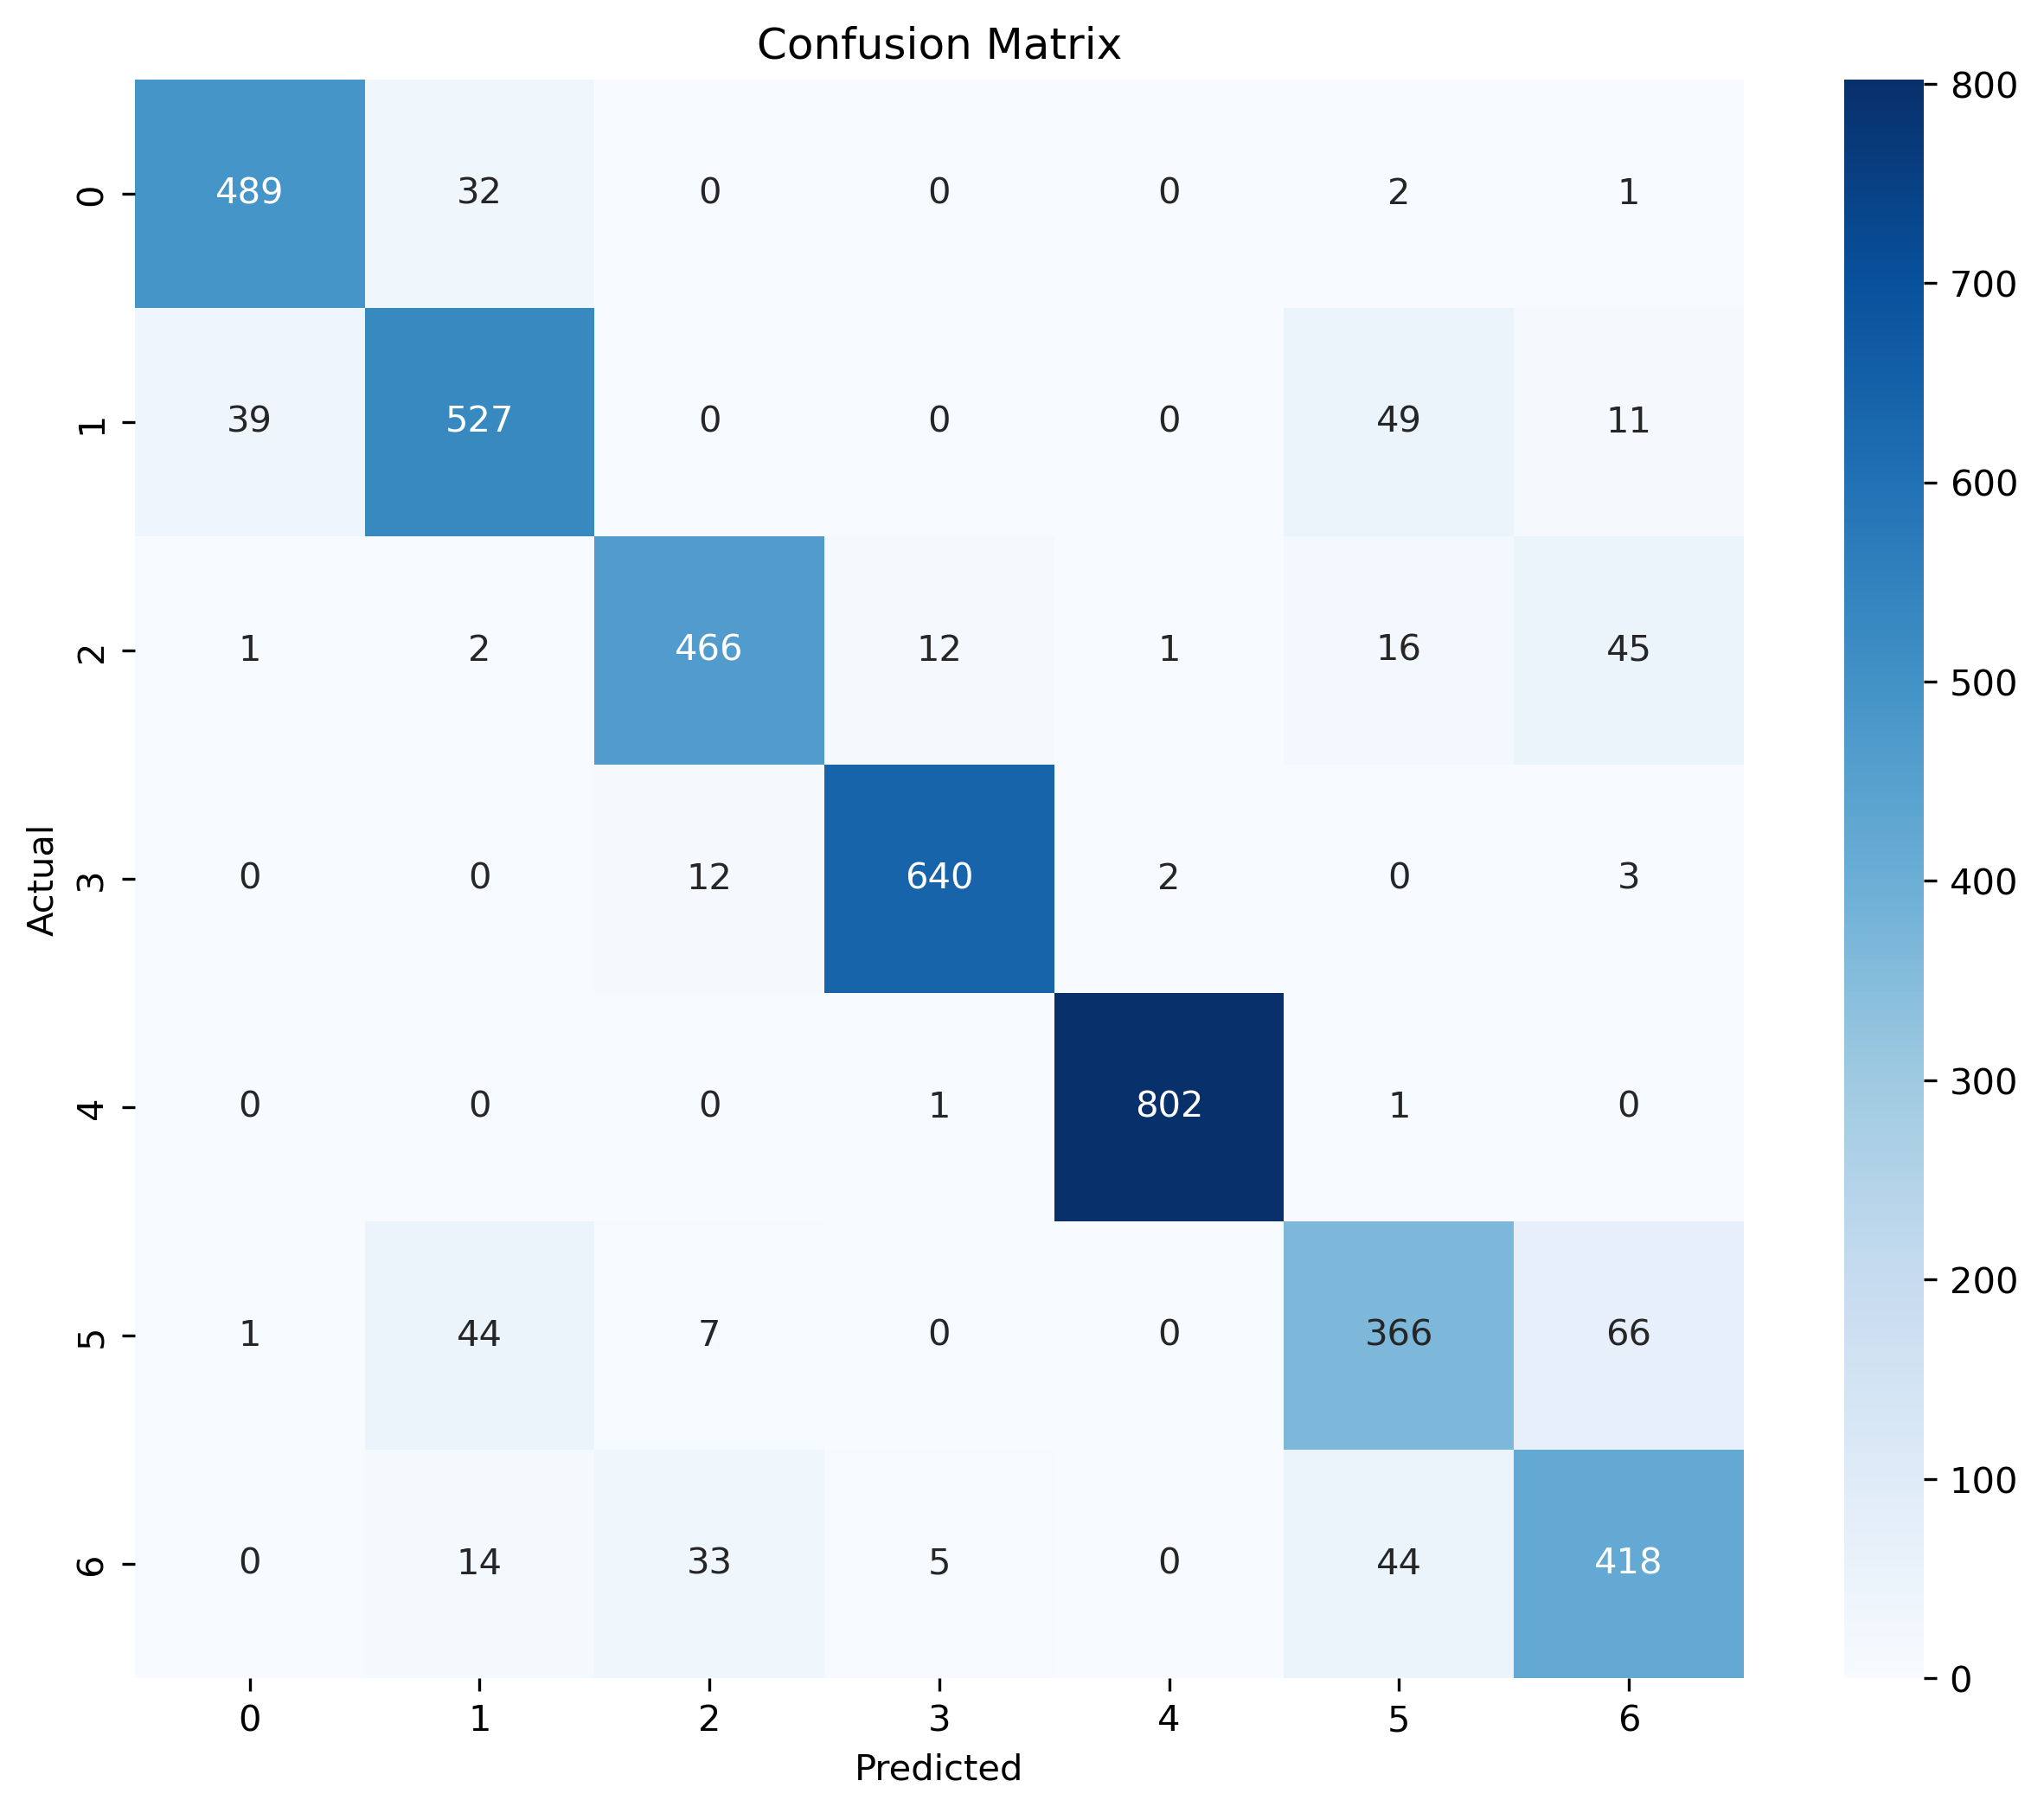 Confusion Matrix
Actual
0 489 32 0 0 0 2 1
1 39 527 0 0 0 49 11
2 1 2 466 12 1 16 45
3 0 0 12 640 2 0 3
4 0 0 0 1 802 1 0
5 1 44 7 0 0 366 66
6 0 14 33 5 0 44 418
0 1 2 3 4 5 6
Predicted
800
700
600
500
400
300
200
100
0